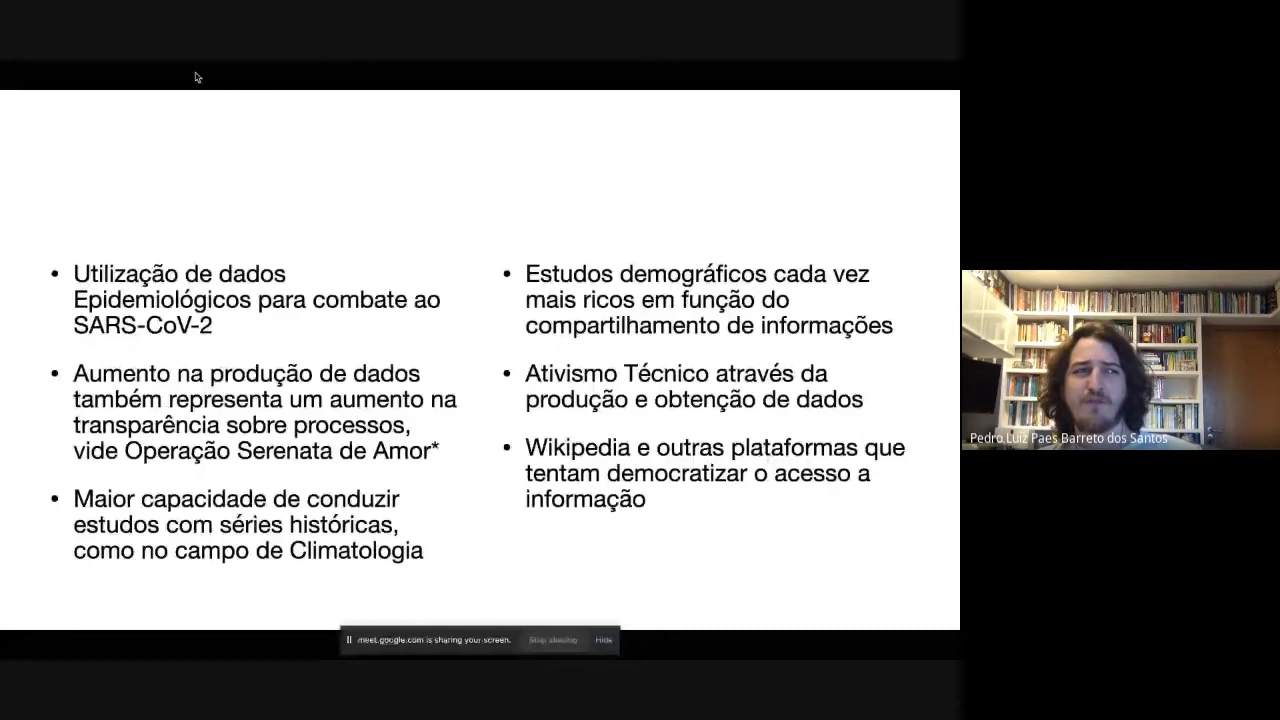 • Utilização de dados
Epidemiológicos para combate ao
SARS-CoV-2
• Aumento na produção de dados
também representa um aumento na
transparência sobre processos,
vide Operação Serenata de Amor*
• Maior capacidade de conduzir
estudos com séries históricas,
como no campo de Climatologia
• Estudos demográficos cada vez
mais ricos em função do
compartilhamento de informações
• Ativismo Técnico através da
produção e obtenção de dados
• Wikipedia e outras plataformas que
tentam democratizar o acesso a
informação
Pedro Luiz Paes Barreto dos Santos
meet.google.com is sharing your screen.
Stop sharing
Hide